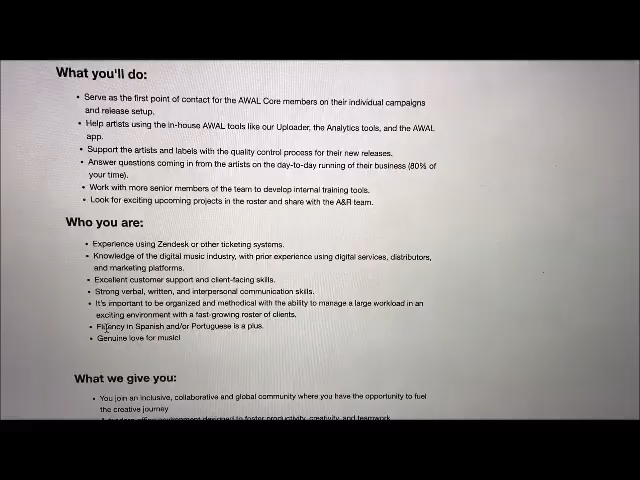 What you'll do:
• Serve as the first point of contact for the AWAL Core members on their individual campaigns
and release setup.
• Help artists using the in-house AWAL tools like our Uploader, the Analytics tools, and the AWAL
app.
• Support the artists and labels with the quality control process for their new releases.
• Answer questions coming in from the artists on the day-to-day running of their business (80% of
your time).
• Work with more senior members of the team to develop internal training tools.
• Look for exciting upcoming projects in the roster and share with the A&R team.
Who you are:
• Experience using Zendesk or other ticketing systems.
• Knowledge of the digital music industry, with prior experience using digital services, distributors,
and marketing platforms.
• Excellent customer support and client-facing skills.
• Strong verbal, written, and interpersonal communication skills.
• It's important to be organized and methodical with the ability to manage a large workload in an
exciting environment with a fast-growing roster of clients.
• Fluency in Spanish and/or Portuguese is a plus.
• Genuine love for music!
What we give you:
• You join an inclusive, collaborative and global community where you have the opportunity to fuel
the creative journey
• A modern office environment designed to foster productivity, creativity, and teamwork